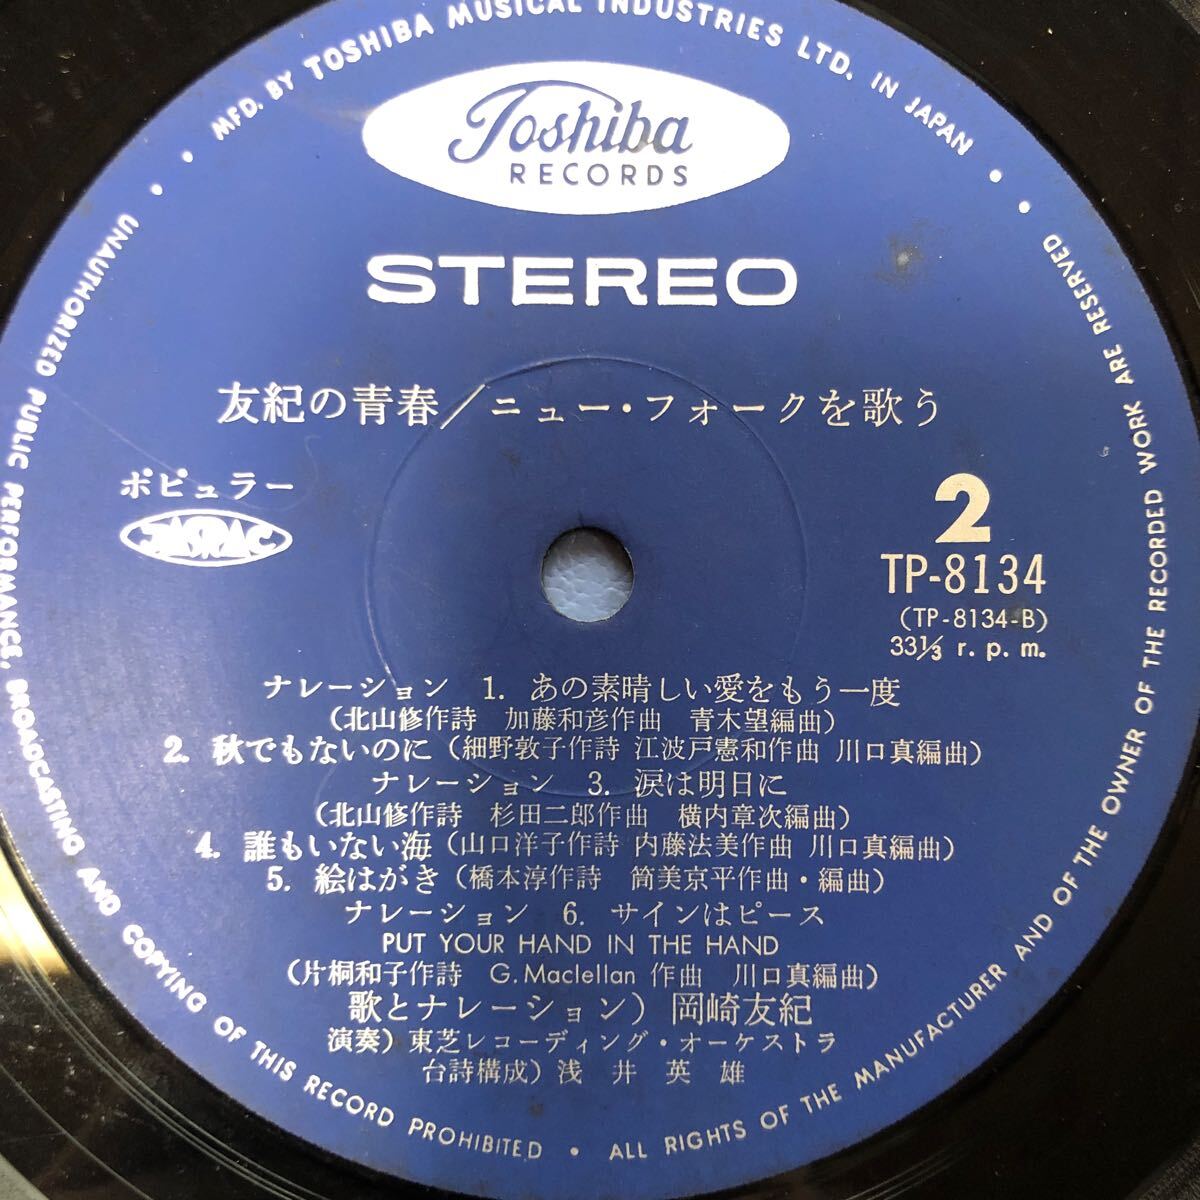 MFD. BY TOSHIBA MUSICAL INDUSTRIES LTD. IN JAPAN
Toshiba
RECORDS
STEREO
友紀の青春/ニュー・フォークを歌う
ポピュラー
JASRAC
2
TP-8134
(TP-8134-B)
33⅓ r. p. m.
ナレーション 1. あの素晴しい愛をもう一度
(北山修作詩 加藤和彦作曲 青木望編曲)
2. 秋でもないのに (細野敦子作詩 江波戸憲和作曲 川口真編曲)
ナレーション 3. 涙は明日に
(北山修作詩 杉田二郎作曲 横内章次編曲)
4. 誰もいない海 (山口洋子作詩 内藤法美作曲 川口真編曲)
5. 絵はがき (橋本淳作詩 筒美京平作曲・編曲)
ナレーション 6. サインはピース
PUT YOUR HAND IN THE HAND
(片桐和子作詩 G. Maclellan 作曲 川口真編曲)
歌とナレーション) 岡崎友紀
演奏) 東芝レコーディング・オーケストラ
台詩構成) 浅井英雄
UNAUTHORIZED PUBLIC PERFORMANCE, BROADCASTING AND COPYING OF THIS RECORD PROHIBITED • ALL RIGHTS OF THE MANUFACTURER AND OF THE OWNER OF THE RECORDED WORK ARE RESERVED